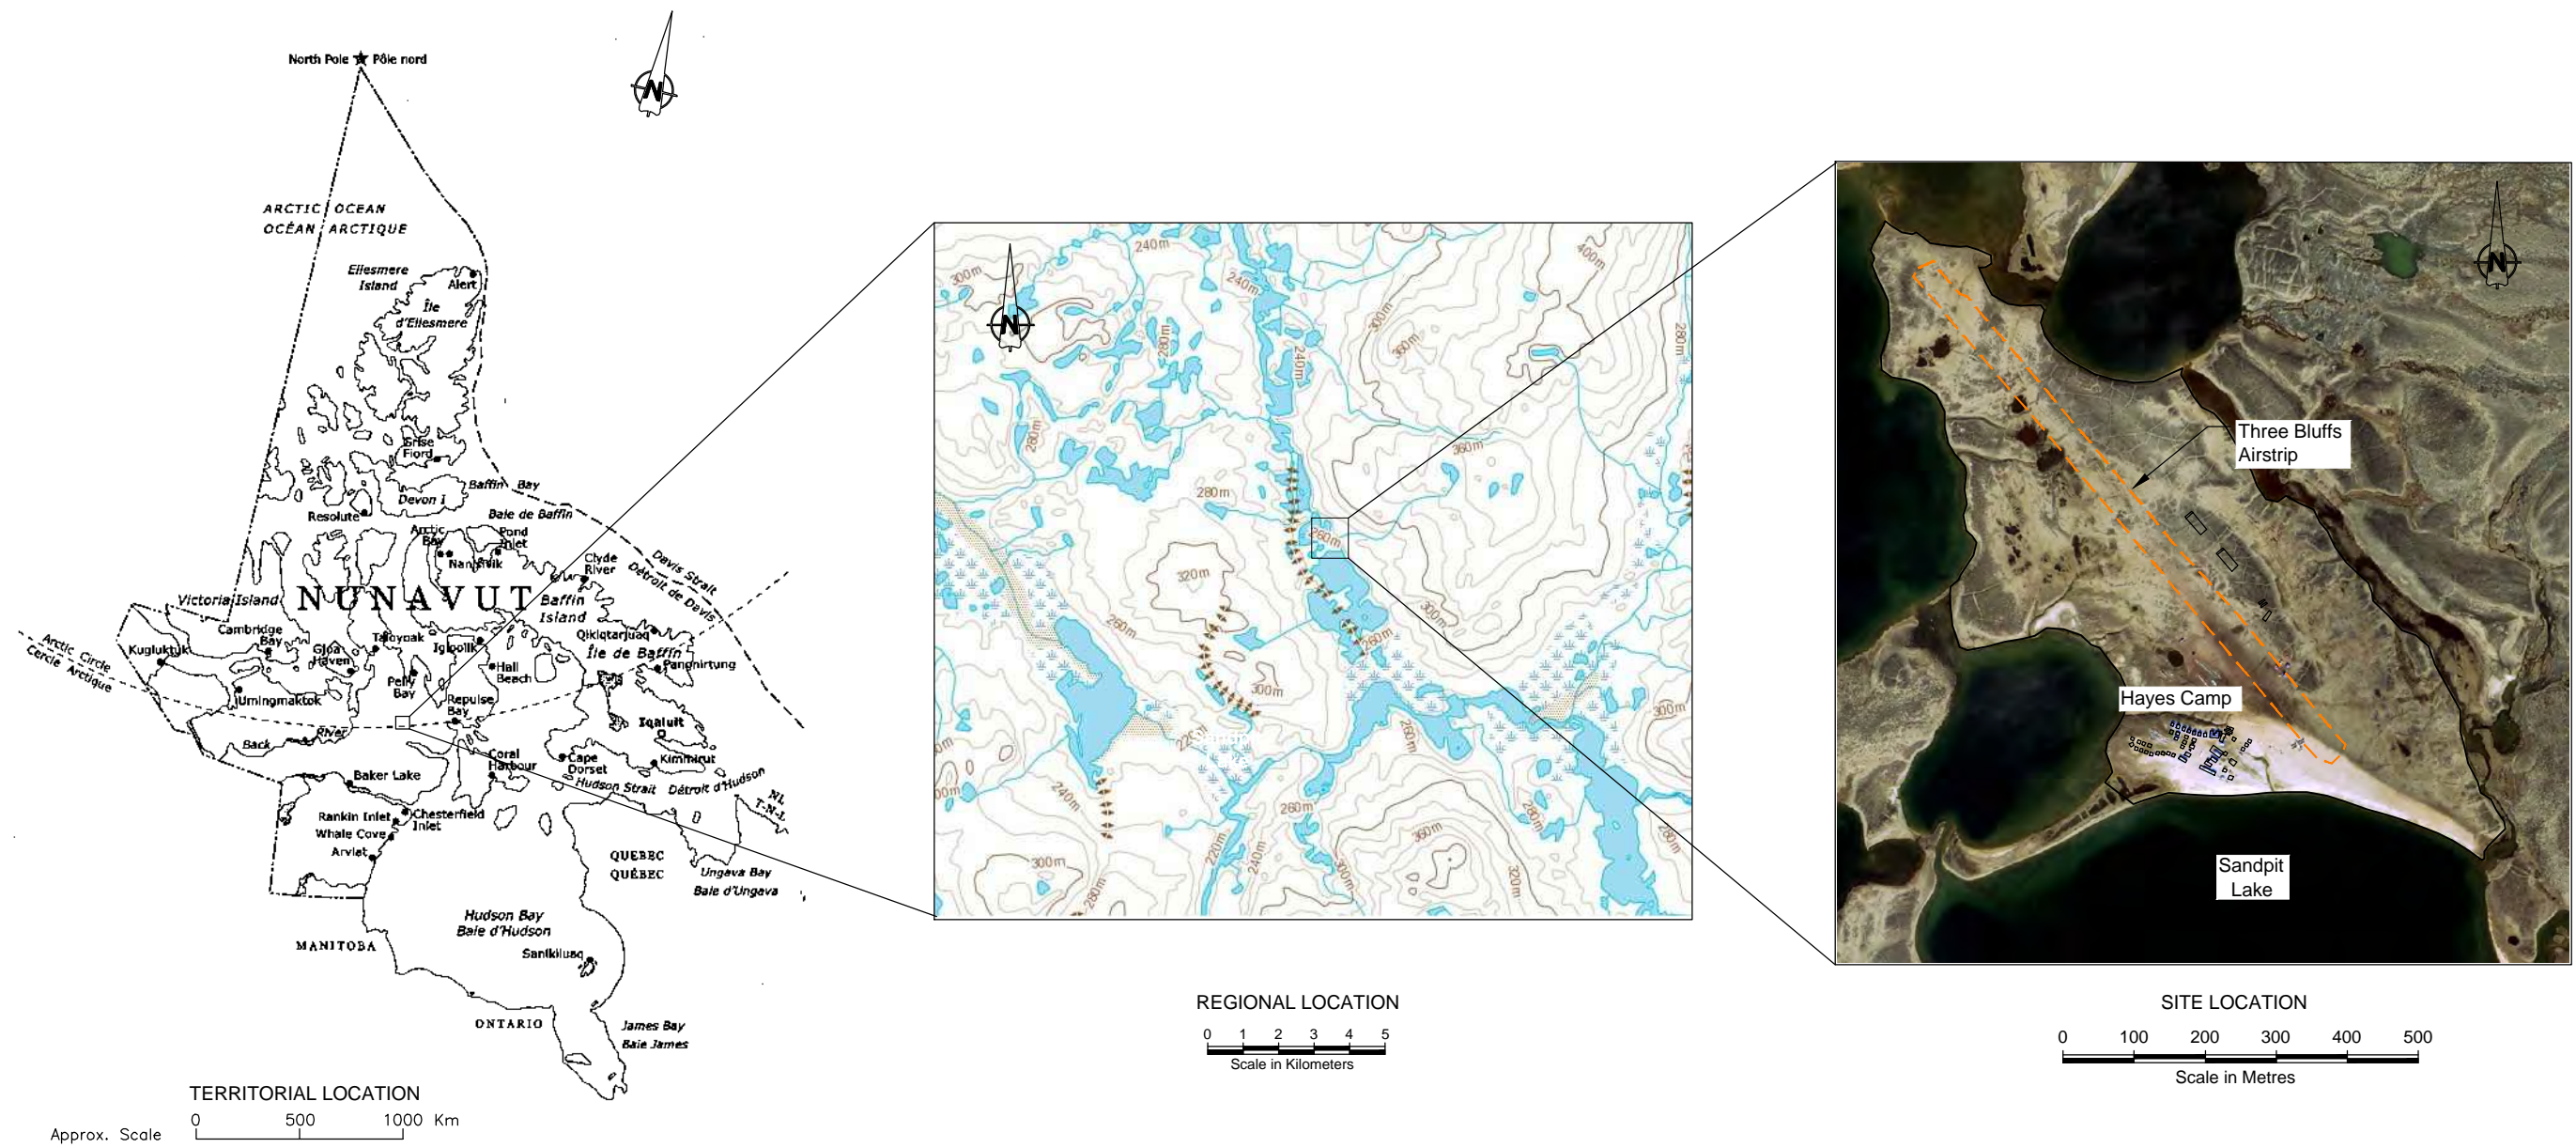 North Pole ★ Pôle nord
N
ARCTIC OCEAN
OCÉAN ARCTIQUE
Ellesmere
Island
Alert
Île
d'Ellesmere
Grise
Fiord
Devon I
Baffin Bay
Baie de Baffin
Resolute
Arctic
Bay
Pond
Inlet
Nanisivik
Clyde
River
Davis Strait
Détroit de Davis
NUNAVUT
Victoria Island
Baffin
Island
Cambridge
Bay
Qikiqtarjuaq
Île de Baffin
Kugluktuk
Arctic Circle
Cercle Arctique
Gjoa
Haven
Taloyoak
Igloolik
Hall
Beach
Pangnirtung
Pelly
Bay
Umingmaktok
Repulse
Bay
Iqaluit
Back River
Coral
Harbour
Cape
Dorset
Kimmirut
Hudson Strait Détroit d'Hudson
Baker Lake
NL
T-N-L
Rankin Inlet
Chesterfield
Inlet
Whale Cove
Arviat
QUEBEC
QUÉBEC
Ungava Bay
Baie d'Ungava
Hudson Bay
Baie d'Hudson
MANITOBA
Sanikiluaq
ONTARIO
James Bay
Baie James
TERRITORIAL LOCATION
Approx. Scale
0 500 1000 Km
N
240m
300m
240m
400m
300m
360m
280m
280m
240m
260m
360m
280m
260m
320m
260m
300m
260m
300m
300m
220m
260m
240m
260m
280m
360m
280m
220m
240m
300m
320m
300m
280m
REGIONAL LOCATION
0 1 2 3 4 5
Scale in Kilometers
N
Three Bluffs
Airstrip
Hayes Camp
Sandpit
Lake
SITE LOCATION
0 100 200 300 400 500
Scale in Metres